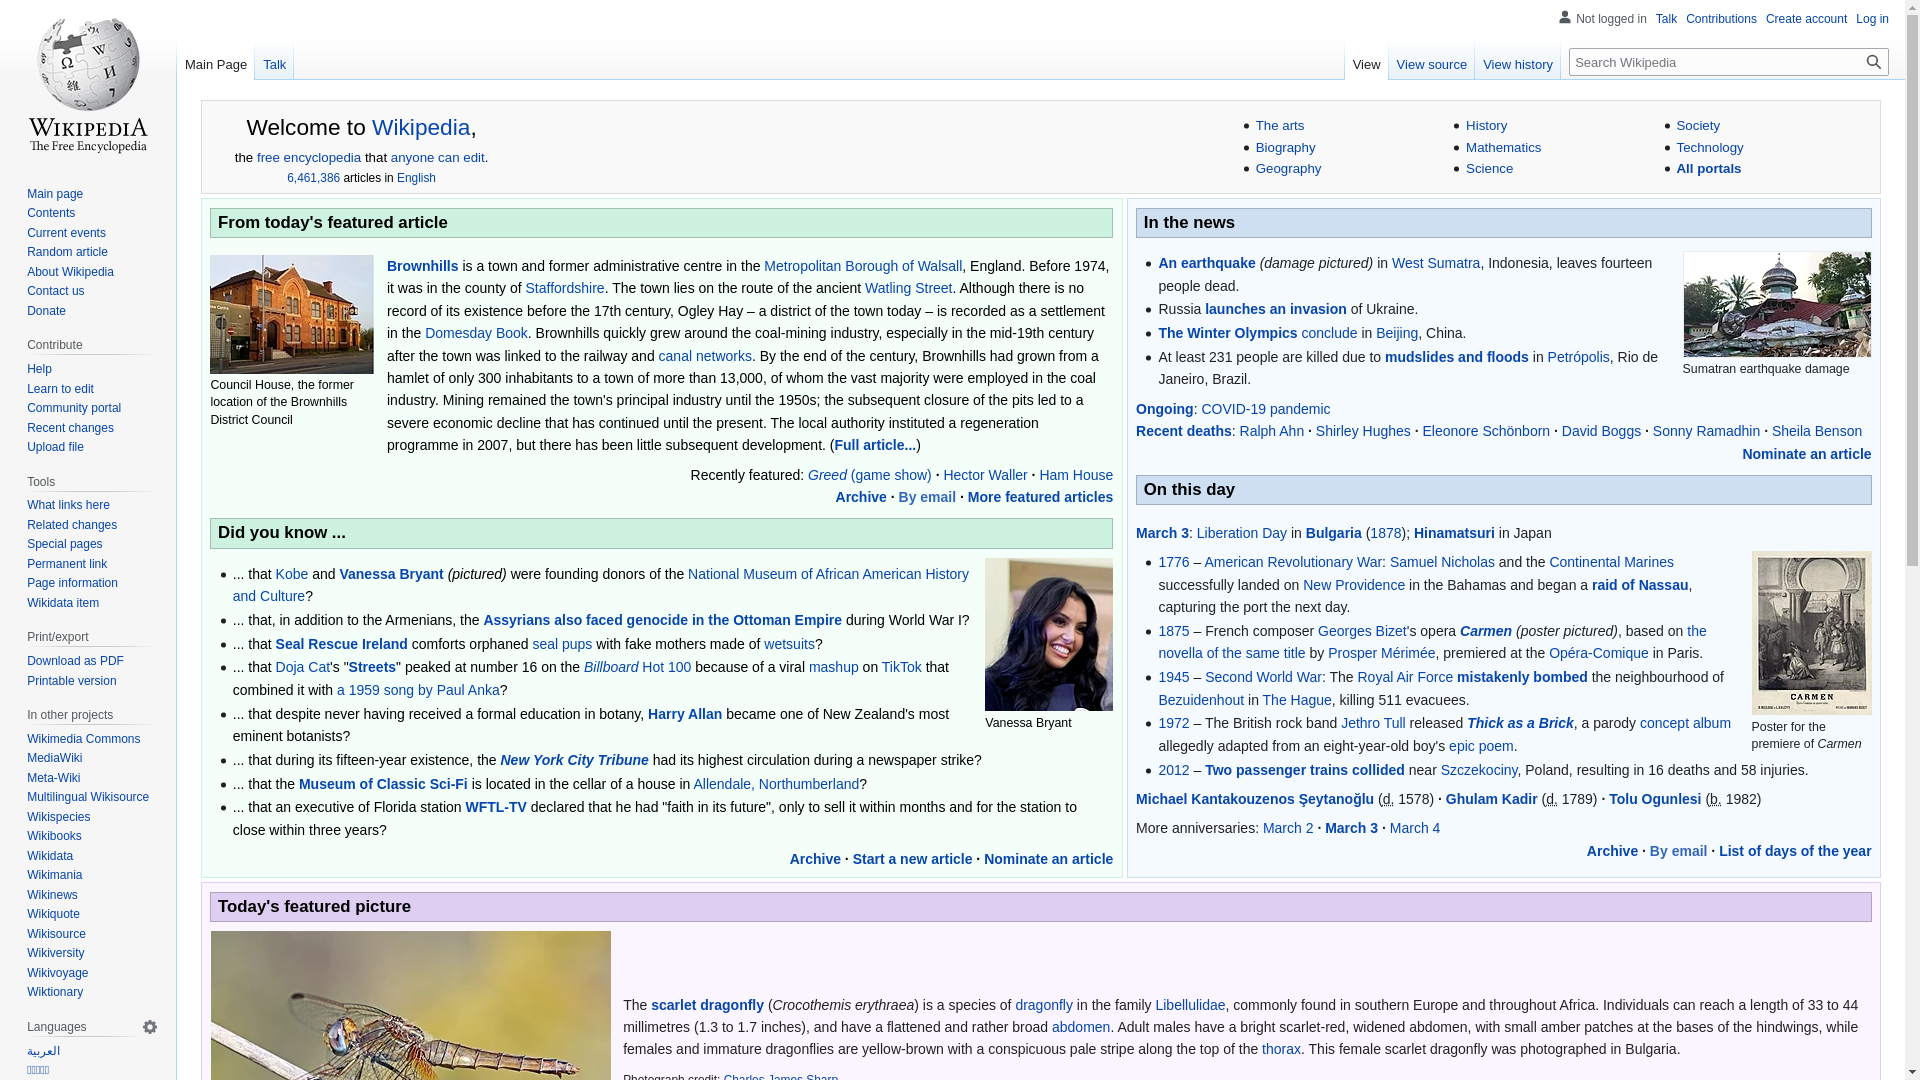 WIKIPEDIA
The Free Encyclopedia
Main page
Contents
Current events
Random article
About Wikipedia
Contact us
Donate
Contribute
Help
Learn to edit
Community portal
Recent changes
Upload file
Tools
What links here
Related changes
Special pages
Permanent link
Page information
Wikidata item
Print/export
Download as PDF
Printable version
In other projects
Wikimedia Commons
MediaWiki
Meta-Wiki
Multilingual Wikisource
Wikispecies
Wikibooks
Wikidata
Wikimania
Wikinews
Wikiquote
Wikisource
Wikiversity
Wikivoyage
Wiktionary
Languages
العربية
Not logged in Talk Contributions Create account Log in
Main Page Talk
View View source View history Search Wikipedia
Welcome to Wikipedia,
the free encyclopedia that anyone can edit.
6,461,386 articles in English
The arts
Biography
Geography
History
Mathematics
Science
Society
Technology
All portals
From today's featured article
Council House, the former
location of the Brownhills
District Council
Brownhills is a town and former administrative centre in the Metropolitan Borough of Walsall, England. Before 1974,
it was in the county of Staffordshire. The town lies on the route of the ancient Watling Street. Although there is no
record of its existence before the 17th century, Ogley Hay – a district of the town today – is recorded as a settlement
in the Domesday Book. Brownhills quickly grew around the coal-mining industry, especially in the mid-19th century
after the town was linked to the railway and canal networks. By the end of the century, Brownhills had grown from a
hamlet of only 300 inhabitants to a town of more than 13,000, of whom the vast majority were employed in the coal
industry. Mining remained the town's principal industry until the 1950s; the subsequent closure of the pits led to a
severe economic decline that has continued until the present. The local authority instituted a regeneration
programme in 2007, but there has been little subsequent development. (Full article...)
Recently featured: Greed (game show) · Hector Waller · Ham House
Archive · By email · More featured articles
Did you know ...
... that Kobe and Vanessa Bryant (pictured) were founding donors of the National Museum of African American History
and Culture?
... that, in addition to the Armenians, the Assyrians also faced genocide in the Ottoman Empire during World War I?
... that Seal Rescue Ireland comforts orphaned seal pups with fake mothers made of wetsuits?
... that Doja Cat's "Streets" peaked at number 16 on the Billboard Hot 100 because of a viral mashup on TikTok that
combined it with a 1959 song by Paul Anka?
... that despite never having received a formal education in botany, Harry Allan became one of New Zealand's most
eminent botanists?
... that during its fifteen-year existence, the New York City Tribune had its highest circulation during a newspaper strike?
... that the Museum of Classic Sci-Fi is located in the cellar of a house in Allendale, Northumberland?
... that an executive of Florida station WFTL-TV declared that he had "faith in its future", only to sell it within months and for the station to
close within three years?
Vanessa Bryant
Archive · Start a new article · Nominate an article
In the news
An earthquake (damage pictured) in West Sumatra, Indonesia, leaves fourteen
people dead.
Russia launches an invasion of Ukraine.
The Winter Olympics conclude in Beijing, China.
At least 231 people are killed due to mudslides and floods in Petrópolis, Rio de
Janeiro, Brazil.
Sumatran earthquake damage
Ongoing: COVID-19 pandemic
Recent deaths: Ralph Ahn · Shirley Hughes · Eleonore Schönborn · David Boggs · Sonny Ramadhin · Sheila Benson
Nominate an article
On this day
March 3: Liberation Day in Bulgaria (1878); Hinamatsuri in Japan
1776 – American Revolutionary War: Samuel Nicholas and the Continental Marines
successfully landed on New Providence in the Bahamas and began a raid of Nassau,
capturing the port the next day.
1875 – French composer Georges Bizet's opera Carmen (poster pictured), based on the
novella of the same title by Prosper Mérimée, premiered at the Opéra-Comique in Paris.
1945 – Second World War: The Royal Air Force mistakenly bombed the neighbourhood of
Bezuidenhout in The Hague, killing 511 evacuees.
1972 – The British rock band Jethro Tull released Thick as a Brick, a parody concept album
allegedly adapted from an eight-year-old boy's epic poem.
2012 – Two passenger trains collided near Szczekociny, Poland, resulting in 16 deaths and 58 injuries.
CARMEN
Poster for the
premiere of Carmen
Michael Kantakouzenos Şeytanoğlu (d. 1578) · Ghulam Kadir (d. 1789) · Tolu Ogunlesi (b. 1982)
More anniversaries: March 2 · March 3 · March 4
Archive · By email · List of days of the year
Today's featured picture
The scarlet dragonfly (Crocothemis erythraea) is a species of dragonfly in the family Libellulidae, commonly found in southern Europe and throughout Africa. Individuals can reach a length of 33 to 44
millimetres (1.3 to 1.7 inches), and have a flattened and rather broad abdomen. Adult males have a bright scarlet-red, widened abdomen, with small amber patches at the bases of the hindwings, while
females and immature dragonflies are yellow-brown with a conspicuous pale stripe along the top of the thorax. This female scarlet dragonfly was photographed in Bulgaria.
Photograph credit: Charles James Sharp